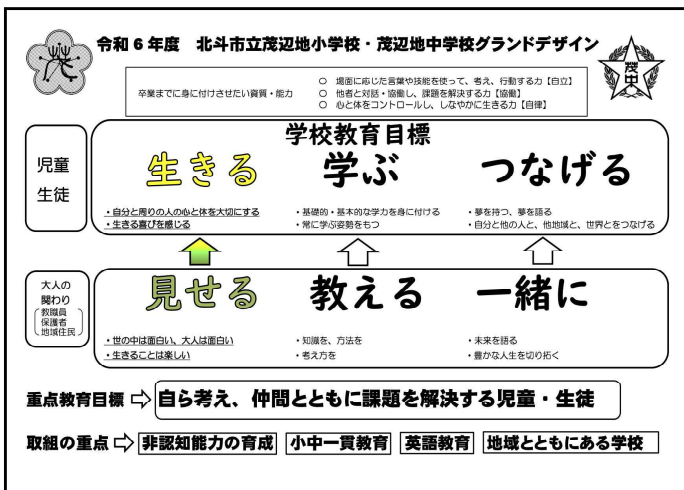 令和６年度　北斗市立茂辺地小学校・茂辺地中学校グランドデザイン
茂中
卒業までに身に付けさせたい資質・能力
○　場面に応じた言葉や技能を使って、考え、行動する力【自立】
○　他者と対話・協働し、課題を解決する力【協働】
○　心と体をコントロールし、しなやかに生きる力【自律】
学校教育目標
児童
生徒
生きる　学ぶ　つなげる
・自分と周りの人の心と体を大切にする
・生きる喜びを感じる
・基礎的・基本的な学力を身に付ける
・常に学ぶ姿勢をもつ
・夢を持つ、夢を語る
・自分と他の人と、他地域と、世界とをつなげる
大人の
関わり
教職員
保護者
地域住民
見せる　教える　一緒に
・世の中は面白い、大人は面白い
・生きることは楽しい
・知識を、方法を
・考え方を
・未来を語る
・豊かな人生を切り拓く
重点教育目標 ⇨ 自ら考え、仲間とともに課題を解決する児童・生徒
取組の重点 ⇨ 非認知能力の育成　小中一貫教育　英語教育　地域とともにある学校